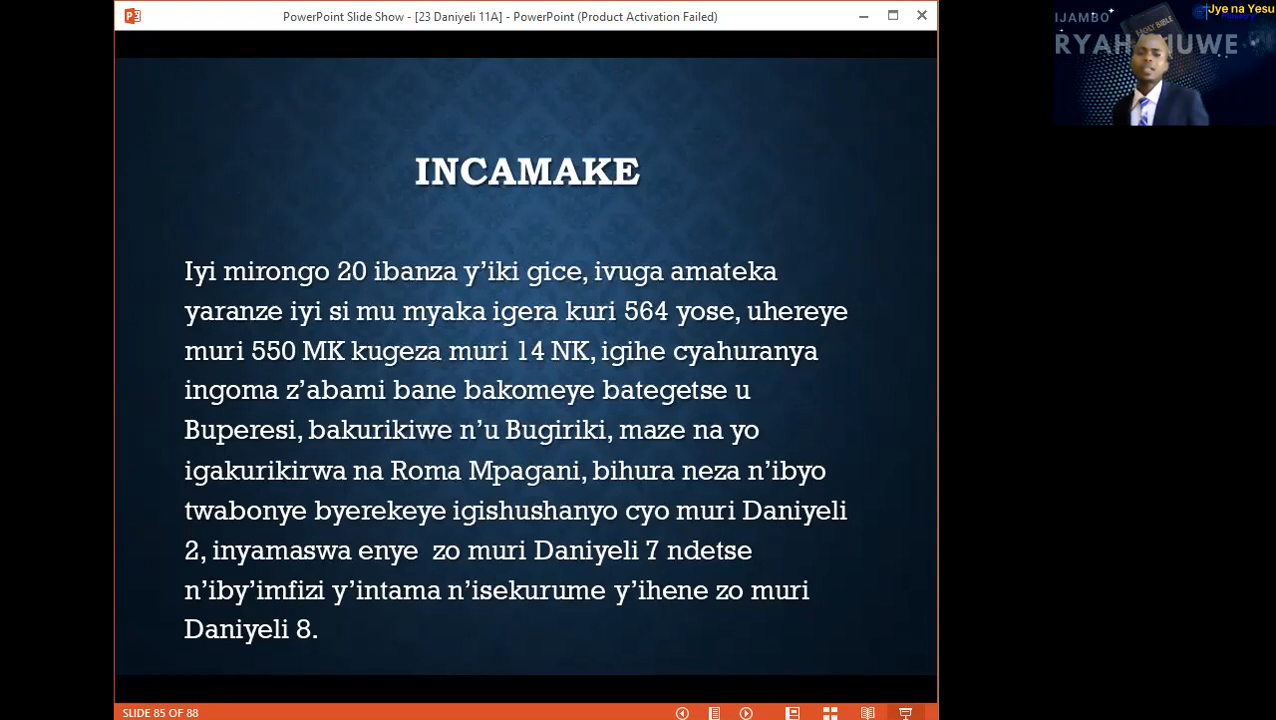 PowerPoint Slide Show - [23 Daniyeli 11A] - PowerPoint (Product Activation Failed)
Jye na Yesu
Ministry
IJAMBO
HOLY BIBLE
INCAMAKE
Iyi mirongo 20 ibanza y’iki gice, ivuga amateka
yaranze iyi si mu myaka igera kuri 564 yose, uhereye
muri 550 MK kugeza muri 14 NK, igihe cyahuranya
ingoma z’abami bane bakomeye bategetse u
Buperesi, bakurikiwe n’u Bugiriki, maze na yo
igakurikirwa na Roma Mpagani, bihura neza n’ibyo
twabonye byerekeye igishushanyo cyo muri Daniyeli
2, inyamaswa enye zo muri Daniyeli 7 ndetse
n’iby’imfizi y’intama n’isekurume y’ihene zo muri
Daniyeli 8.
SLIDE 85 OF 88